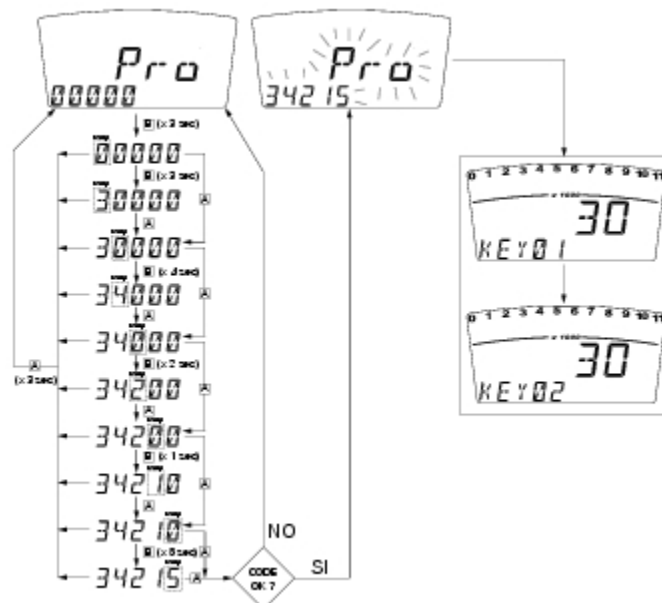 Pro
00000
Pro
34215
B (x 3 sec)
00000
B (x 3 sec)
30000
A
A
30000
B (x 4 sec)
34000
A
A
34000
B (x 2 sec)
34200
A
A
34200
B (x 1 sec)
34210
A
A
34210
B (x 5 sec)
A
34215
A
A
(x 3 sec)
CODE
OK ?
NO
SI
0 1 2 3 4 5 6 7 8 9 10 11
30
KEY01
0 1 2 3 4 5 6 7 8 9 10 11
30
KEY02